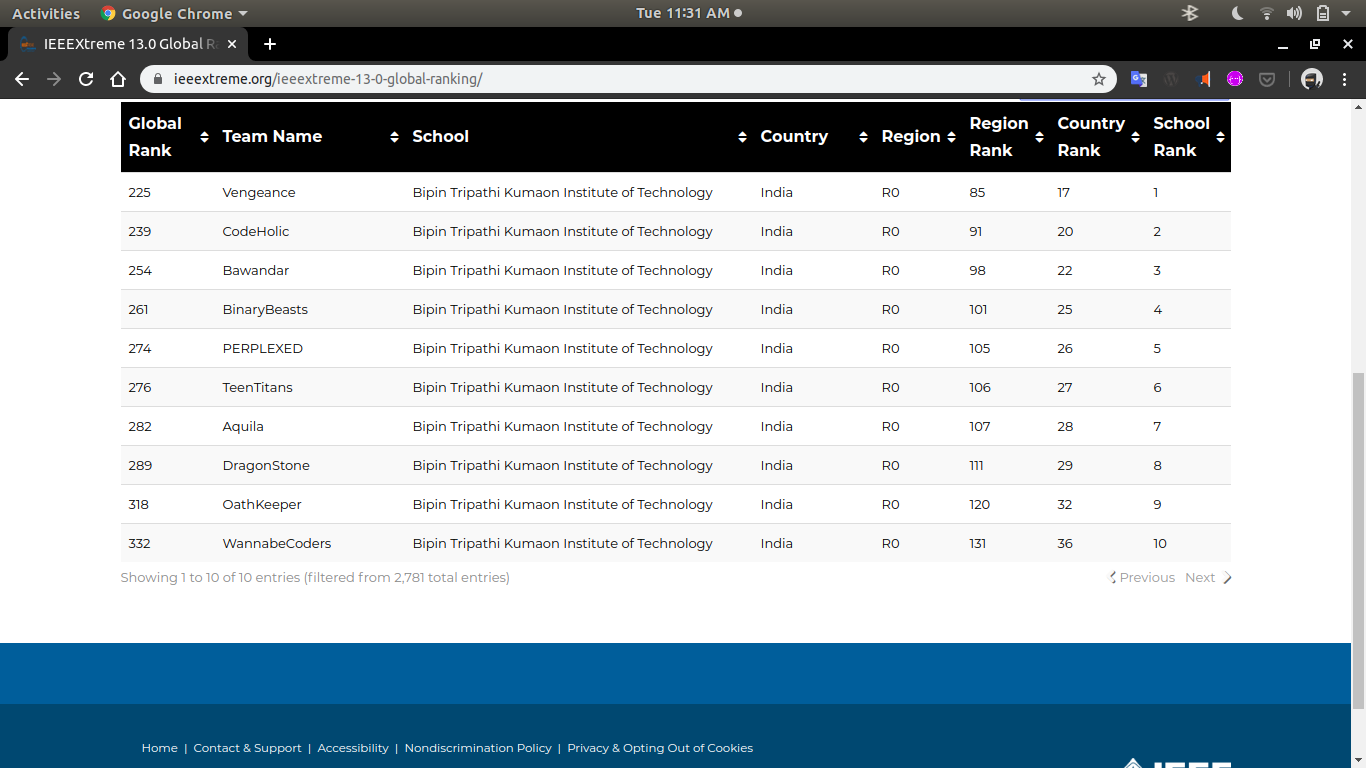 Activities Google Chrome Tue 11:31 AM
IEEEXtreme 13.0 Global Ra
ieeextreme.org/ieeextreme-13-0-global-ranking/
Global Rank Team Name School Country Region Region Rank Country Rank School Rank
225 Vengeance Bipin Tripathi Kumaon Institute of Technology India R0 85 17 1
239 CodeHolic Bipin Tripathi Kumaon Institute of Technology India R0 91 20 2
254 Bawandar Bipin Tripathi Kumaon Institute of Technology India R0 98 22 3
261 BinaryBeasts Bipin Tripathi Kumaon Institute of Technology India R0 101 25 4
274 PERPLEXED Bipin Tripathi Kumaon Institute of Technology India R0 105 26 5
276 TeenTitans Bipin Tripathi Kumaon Institute of Technology India R0 106 27 6
282 Aquila Bipin Tripathi Kumaon Institute of Technology India R0 107 28 7
289 DragonStone Bipin Tripathi Kumaon Institute of Technology India R0 111 29 8
318 OathKeeper Bipin Tripathi Kumaon Institute of Technology India R0 120 32 9
332 WannabeCoders Bipin Tripathi Kumaon Institute of Technology India R0 131 36 10
Showing 1 to 10 of 10 entries (filtered from 2,781 total entries) Previous Next
Home | Contact & Support | Accessibility | Nondiscrimination Policy | Privacy & Opting Out of Cookies